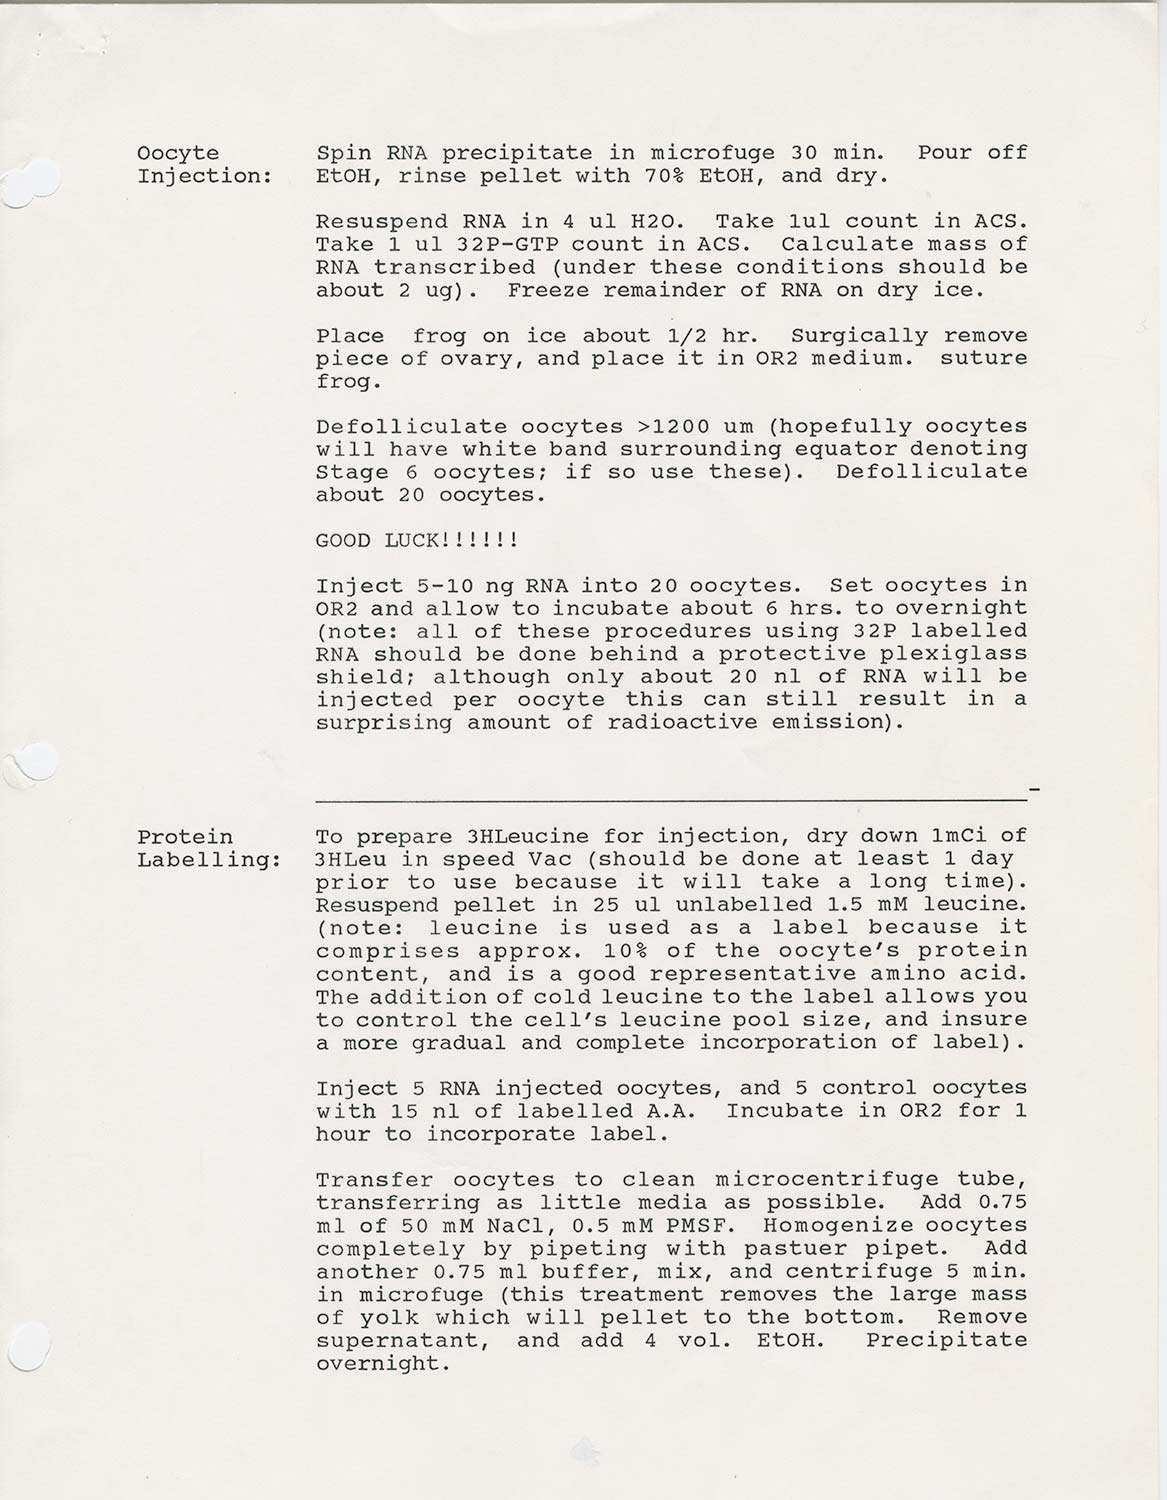 Oocyte Injection:
Spin RNA precipitate in microfuge 30 min. Pour off
EtOH, rinse pellet with 70% EtOH, and dry.
Resuspend RNA in 4 ul H2O. Take 1ul count in ACS.
Take 1 ul 32P-GTP count in ACS. Calculate mass of
RNA transcribed (under these conditions should be
about 2 ug). Freeze remainder of RNA on dry ice.
Place frog on ice about 1/2 hr. Surgically remove
piece of ovary, and place it in OR2 medium. suture
frog.
Defolliculate oocytes >1200 um (hopefully oocytes
will have white band surrounding equator denoting
Stage 6 oocytes; if so use these). Defolliculate
about 20 oocytes.
GOOD LUCK!!!!!!
Inject 5-10 ng RNA into 20 oocytes. Set oocytes in
OR2 and allow to incubate about 6 hrs. to overnight
(note: all of these procedures using 32P labelled
RNA should be done behind a protective plexiglass
shield; although only about 20 nl of RNA will be
injected per oocyte this can still result in a
surprising amount of radioactive emission).
Protein Labelling:
To prepare 3HLeucine for injection, dry down 1mCi of
3HLeu in speed Vac (should be done at least 1 day
prior to use because it will take a long time).
Resuspend pellet in 25 ul unlabelled 1.5 mM leucine.
(note: leucine is used as a label because it
comprises approx. 10% of the oocyte's protein
content, and is a good representative amino acid.
The addition of cold leucine to the label allows you
to control the cell's leucine pool size, and insure
a more gradual and complete incorporation of label).
Inject 5 RNA injected oocytes, and 5 control oocytes
with 15 nl of labelled A.A. Incubate in OR2 for 1
hour to incorporate label.
Transfer oocytes to clean microcentrifuge tube,
transferring as little media as possible. Add 0.75
ml of 50 mM NaCl, 0.5 mM PMSF. Homogenize oocytes
completely by pipeting with pastuer pipet. Add
another 0.75 ml buffer, mix, and centrifuge 5 min.
in microfuge (this treatment removes the large mass
of yolk which will pellet to the bottom. Remove
supernatant, and add 4 vol. EtOH. Precipitate
overnight.